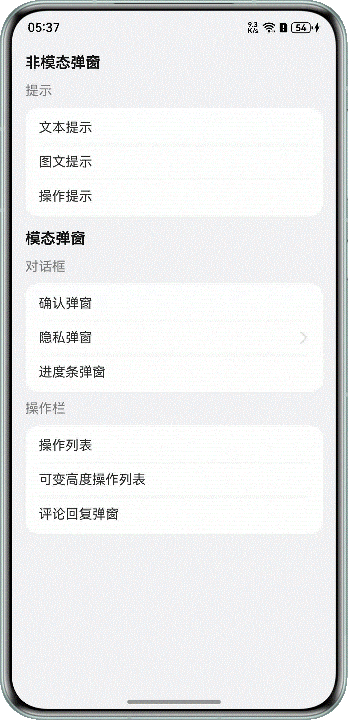 05:37
9.3
K/s
54
非模态弹窗
提示
文本提示
图文提示
操作提示
模态弹窗
对话框
确认弹窗
隐私弹窗
进度条弹窗
操作栏
操作列表
可变高度操作列表
评论回复弹窗